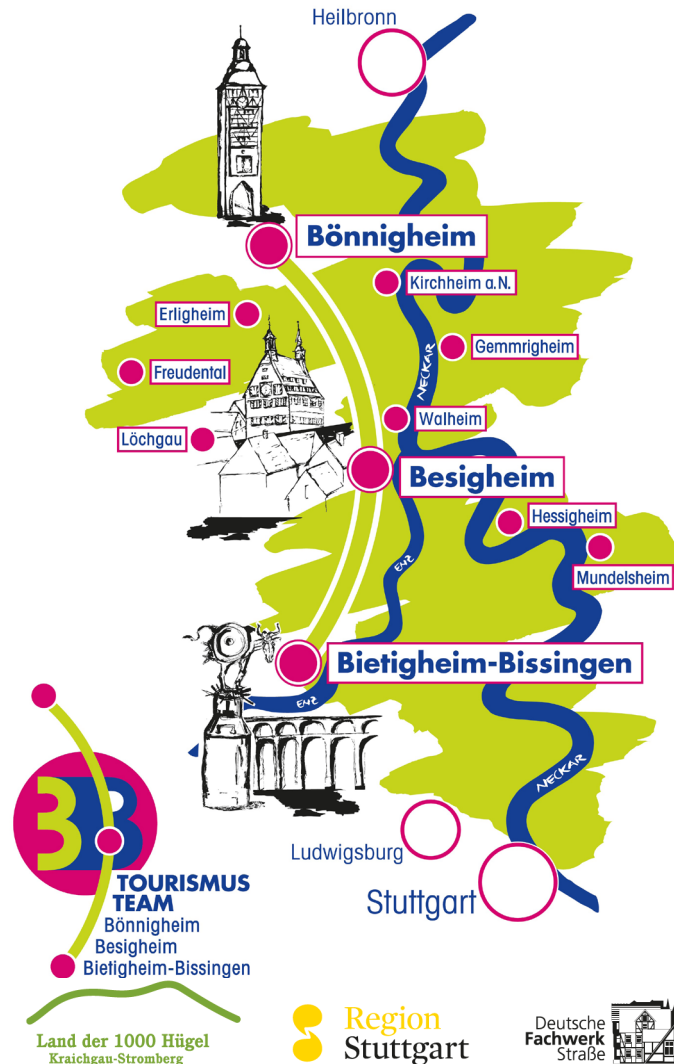 Heilbronn
Bönnigheim
Kirchheim a.N.
Erligheim
Gemmrigheim
NECKAR
Freudental
Walheim
Löchgau
Besigheim
Hessigheim
ENZ
Mundelsheim
Bietigheim-Bissingen
ENZ
NECKAR
Ludwigsburg
Stuttgart
3B
TOURISMUS
TEAM
Bönnigheim
Besigheim
Bietigheim-Bissingen
Land der 1000 Hügel
Kraichgau-Stromberg
Region
Stuttgart
Deutsche
Fachwerk
Straße